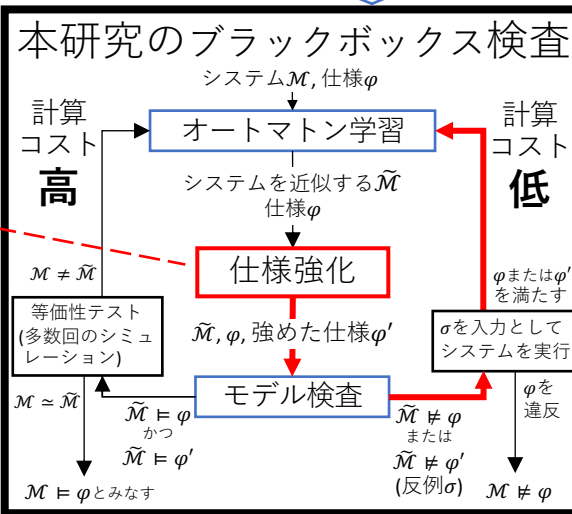 本研究のブラックボックス検査
システムℳ, 仕様φ
計算
コスト
高
オートマトン学習
計算
コスト
低
システムを近似するℳ̃
仕様φ
仕様強化
ℳ ≠ ℳ̃
φまたはφ′
を満たす
等価性テスト
(多数回のシミュ
レーション)
ℳ̃, φ, 強めた仕様φ′
σを入力として
システムを実行
モデル検査
ℳ ≃ ℳ̃
ℳ̃ ⊨ φ
かつ
ℳ̃ ⊨ φ′
ℳ̃ ⊭ φ
または
ℳ̃ ⊭ φ′
(反例σ)
φを
違反
ℳ ⊨ φとみなす
ℳ ⊭ φ